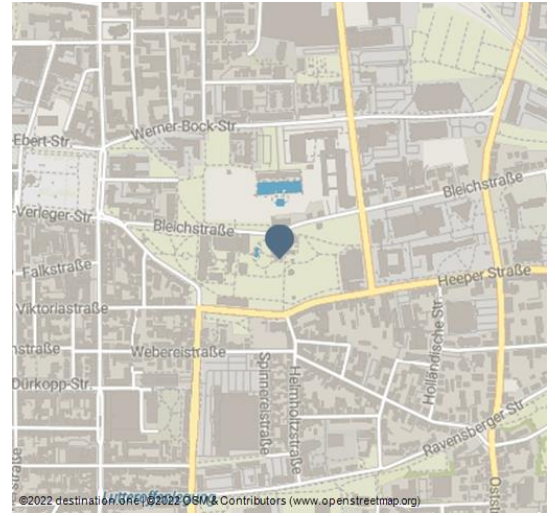 Werner-Bock-Str.
Ebert-Str.
Bleichstraße
Verleger-Str.
Bleichstraße
Falkstraße
Heeper Straße
Viktoriastraße
Holländische Str.
nstraße
Webereistraße
Spinnereistraße
Helmholtzstraße
Dürkopp-Str.
Ravensberger Str.
©2022 destination.one | ©2022 OSM & Contributors (www.openstreetmap.org)